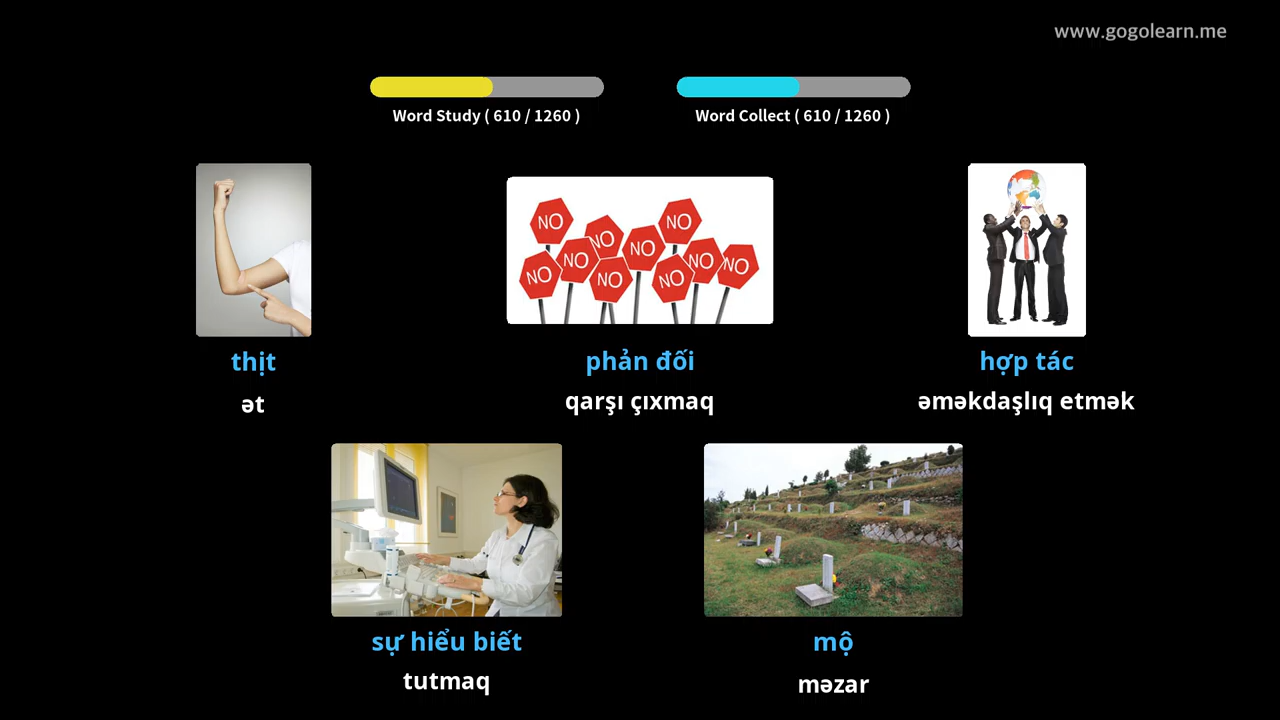 www.gogolearn.me
Word Study ( 610 / 1260 )
Word Collect ( 610 / 1260 )
NO
NO
NO
NO
NO
NO
NO
NO
NO
NO
thịt
phản đối
hợp tác
ət
qarşı çıxmaq
əməkdaşlıq etmək
sự hiểu biết
mộ
tutmaq
məzar